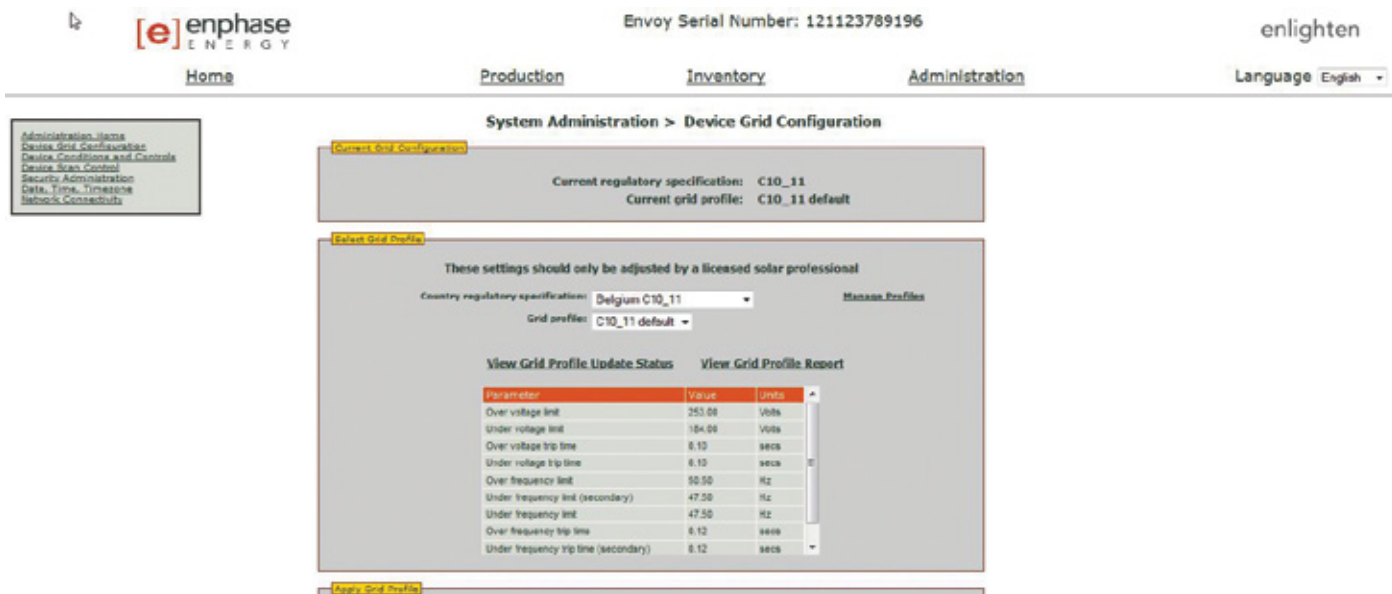 [e] enphase
ENERGY
Envoy Serial Number: 121123789196
enlighten
Home Production Inventory Administration Language English
Administration Home
Device Grid Configuration
Device Conditions and Controls
Device Scan Control
Security Administration
Date, Time, Timezone
Network Connectivity
System Administration > Device Grid Configuration
Current Grid Configuration
Current regulatory specification: C10_11
Current grid profile: C10_11 default
Select Grid Profile
These settings should only be adjusted by a licensed solar professional
Country regulatory specification: Belgium C10_11 Manage Profiles
Grid profile: C10_11 default
View Grid Profile Update Status View Grid Profile Report
Parameter Value Units
Over voltage limit 253.00 Volts
Under voltage limit 184.00 Volts
Over voltage trip time secs
Under voltage trip time secs
Over frequency limit 50.50 Hz
Under frequency limit (secondary) 47.50 Hz
Under frequency limit 47.50 Hz
Over frequency trip time 0.12 secs
Under frequency trip time (secondary) 0.12 secs
Apply Grid Profile